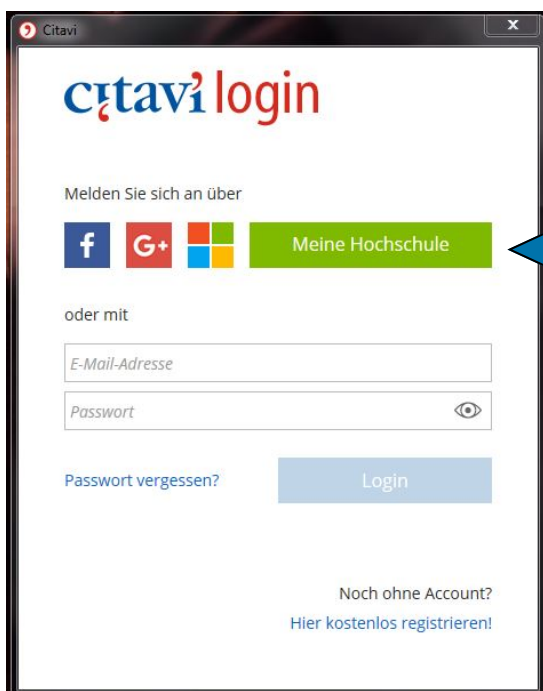 Citavi
x
citavi login
Melden Sie sich an über
f G+ Meine Hochschule
oder mit
E-Mail-Adresse
Passwort
Passwort vergessen? Login
Noch ohne Account?
Hier kostenlos registrieren!